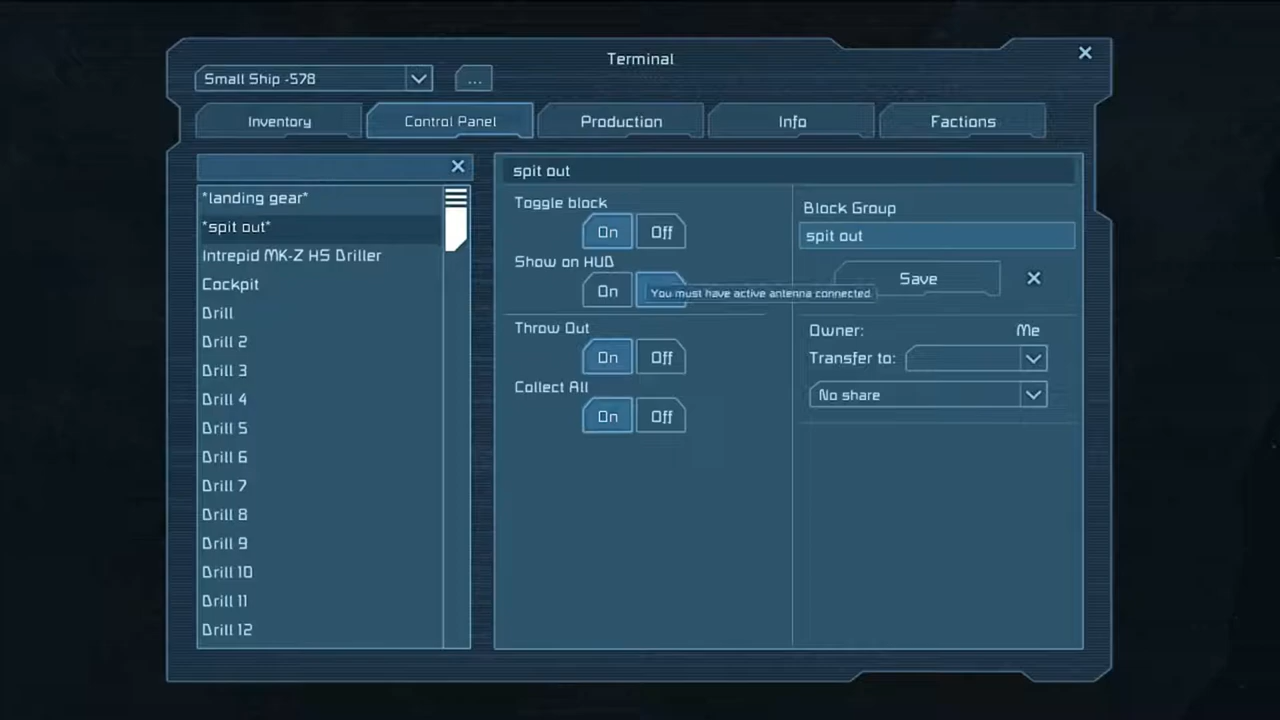 Terminal
Small Ship -578
...
Inventory
Control Panel
Production
Info
Factions
*landing gear*
*spit out*
Intrepid MK-Z HS Driller
Cockpit
Drill
Drill 2
Drill 3
Drill 4
Drill 5
Drill 6
Drill 7
Drill 8
Drill 9
Drill 10
Drill 11
Drill 12
spit out
Toggle block
On
Off
Show on HUD
On
You must have active antenna connected
Throw Out
On
Off
Collect All
On
Off
Block Group
spit out
Save
Owner:
Me
Transfer to:
No share